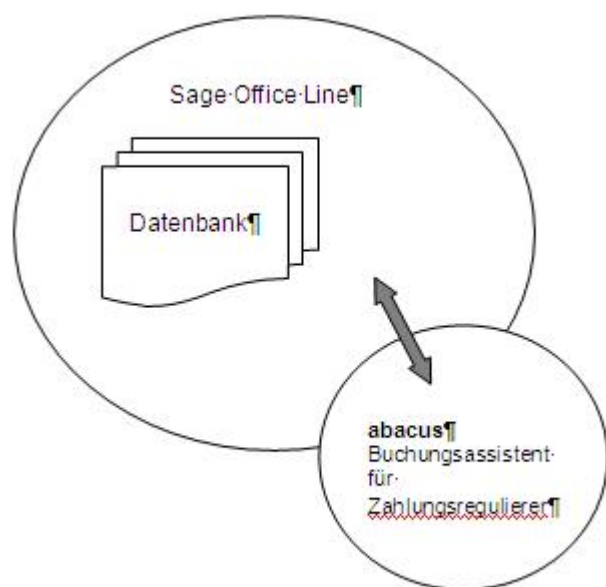 Sage·Office·Line¶
Datenbank¶
abacus¶
Buchungsassistent·
für·
Zahlungsregulierer¶